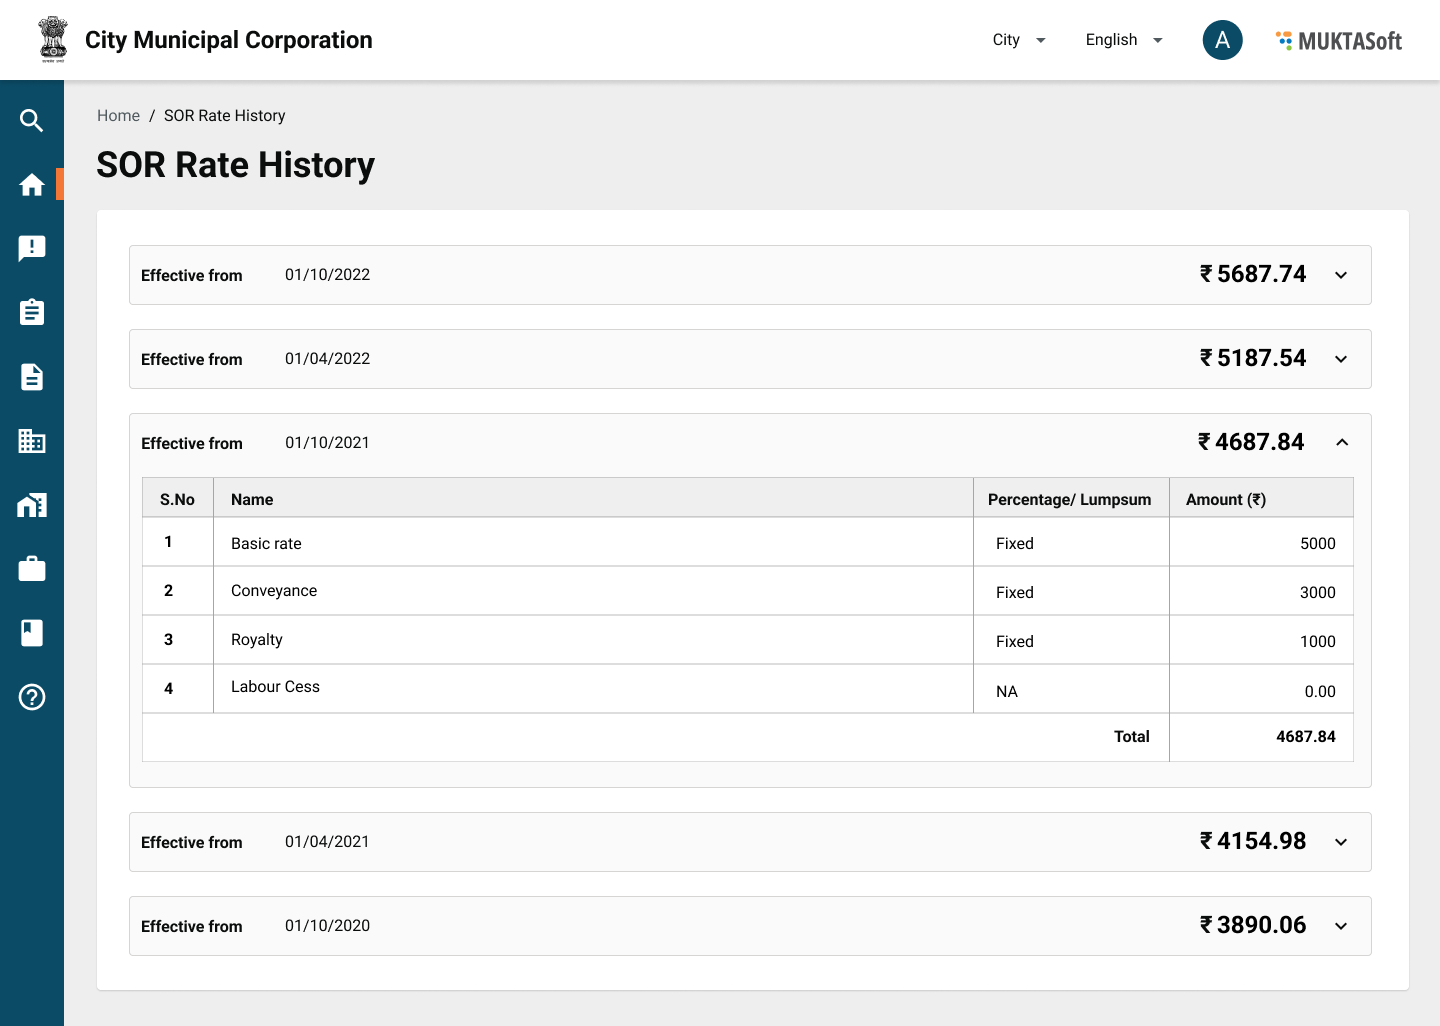 City Municipal Corporation
City
English
A
MUKTASoft
Home / SOR Rate History
SOR Rate History
Effective from 01/10/2022 ₹ 5687.74
Effective from 01/04/2022 ₹ 5187.54
Effective from 01/10/2021 ₹ 4687.84
S.No Name Percentage/ Lumpsum Amount (₹)
1 Basic rate Fixed 5000
2 Conveyance Fixed 3000
3 Royalty Fixed 1000
4 Labour Cess NA 0.00
Total 4687.84
Effective from 01/04/2021 ₹ 4154.98
Effective from 01/10/2020 ₹ 3890.06